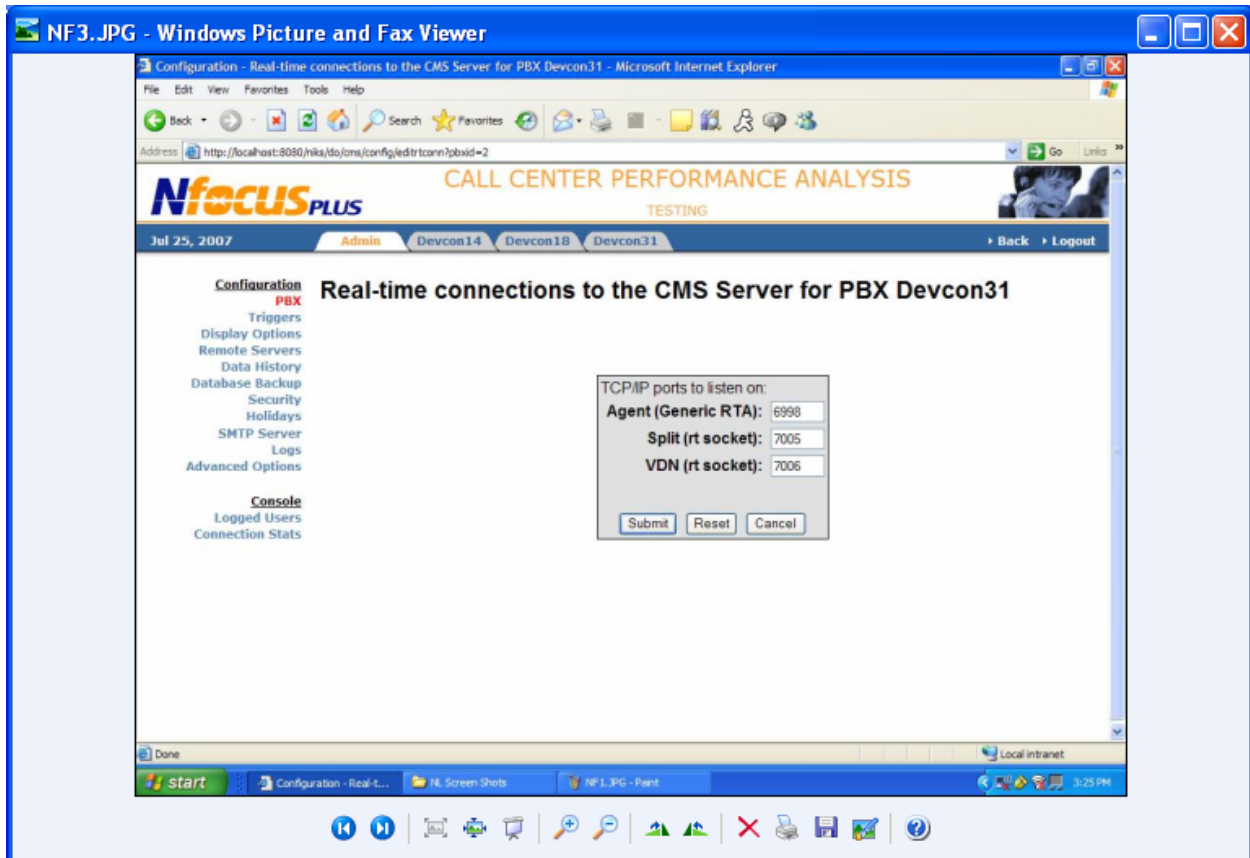 NF3.JPG - Windows Picture and Fax Viewer
Configuration - Real-time connections to the CMS Server for PBX Devcon31 - Microsoft Internet Explorer
File Edit View Favorites Tools Help
Back Search Favorites
Address http://localhost:8080/niks/do/cms/config/editrtconn?pbxid=2 Go Links »
NfocusPLUS CALL CENTER PERFORMANCE ANALYSIS
TESTING
Jul 25, 2007 Admin Devcon14 Devcon18 Devcon31 Back Logout
Configuration
PBX
Triggers
Display Options
Remote Servers
Data History
Database Backup
Security
Holidays
SMTP Server
Logs
Advanced Options
Console
Logged Users
Connection Stats
Real-time connections to the CMS Server for PBX Devcon31
TCP/IP ports to listen on:
Agent (Generic RTA): 6998
Split (rt socket): 7005
VDN (rt socket): 7006
Submit Reset Cancel
Done Local intranet
start Configuration - Real-t... NL Screen Shots NF1.JPG - Paint 3:25 PM